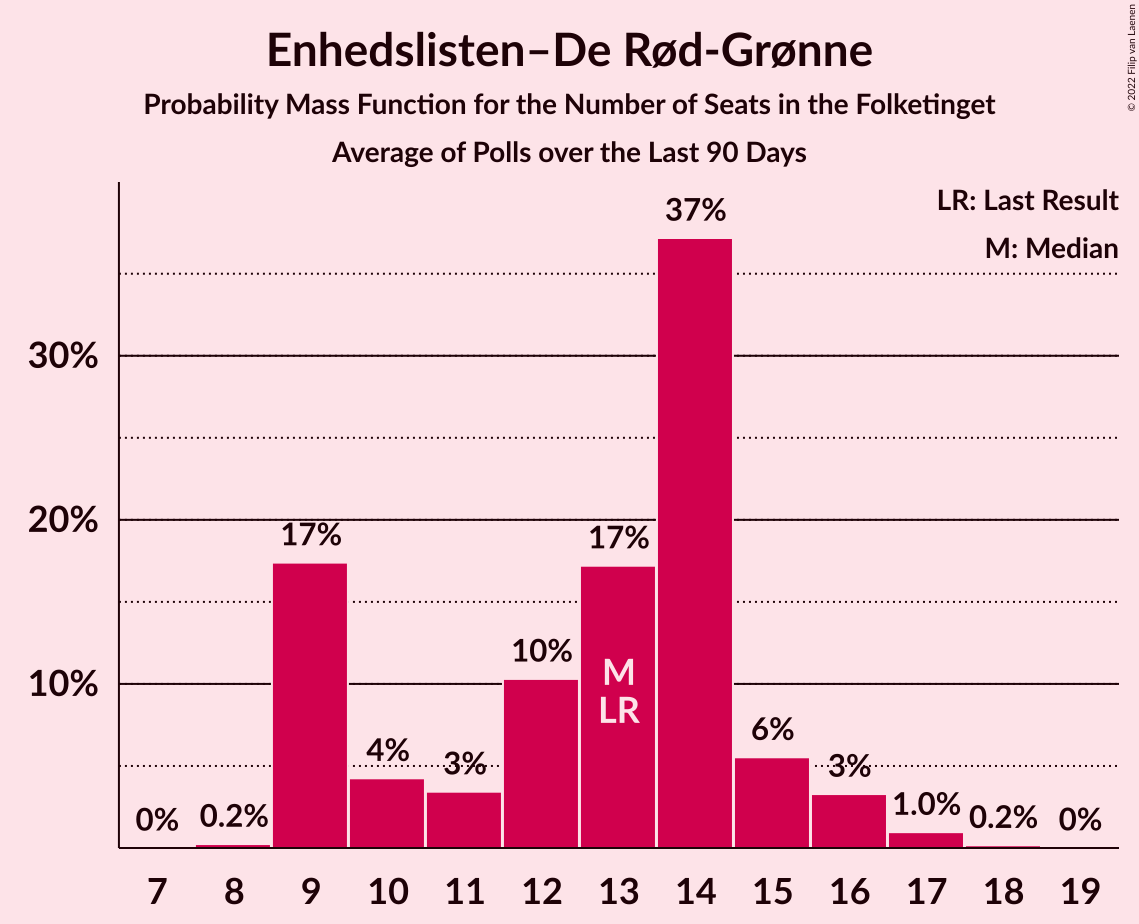 Enhedslisten–De Rød-Grønne
Probability Mass Function for the Number of Seats in the Folketinget
Average of Polls over the Last 90 Days
© 2022 Filip van Laenen
LR: Last Result
M: Median
30%
20%
10%
0%
0.2%
17%
4%
3%
10%
17%
37%
6%
3%
1.0%
0.2%
0%
M
LR
7 8 9 10 11 12 13 14 15 16 17 18 19